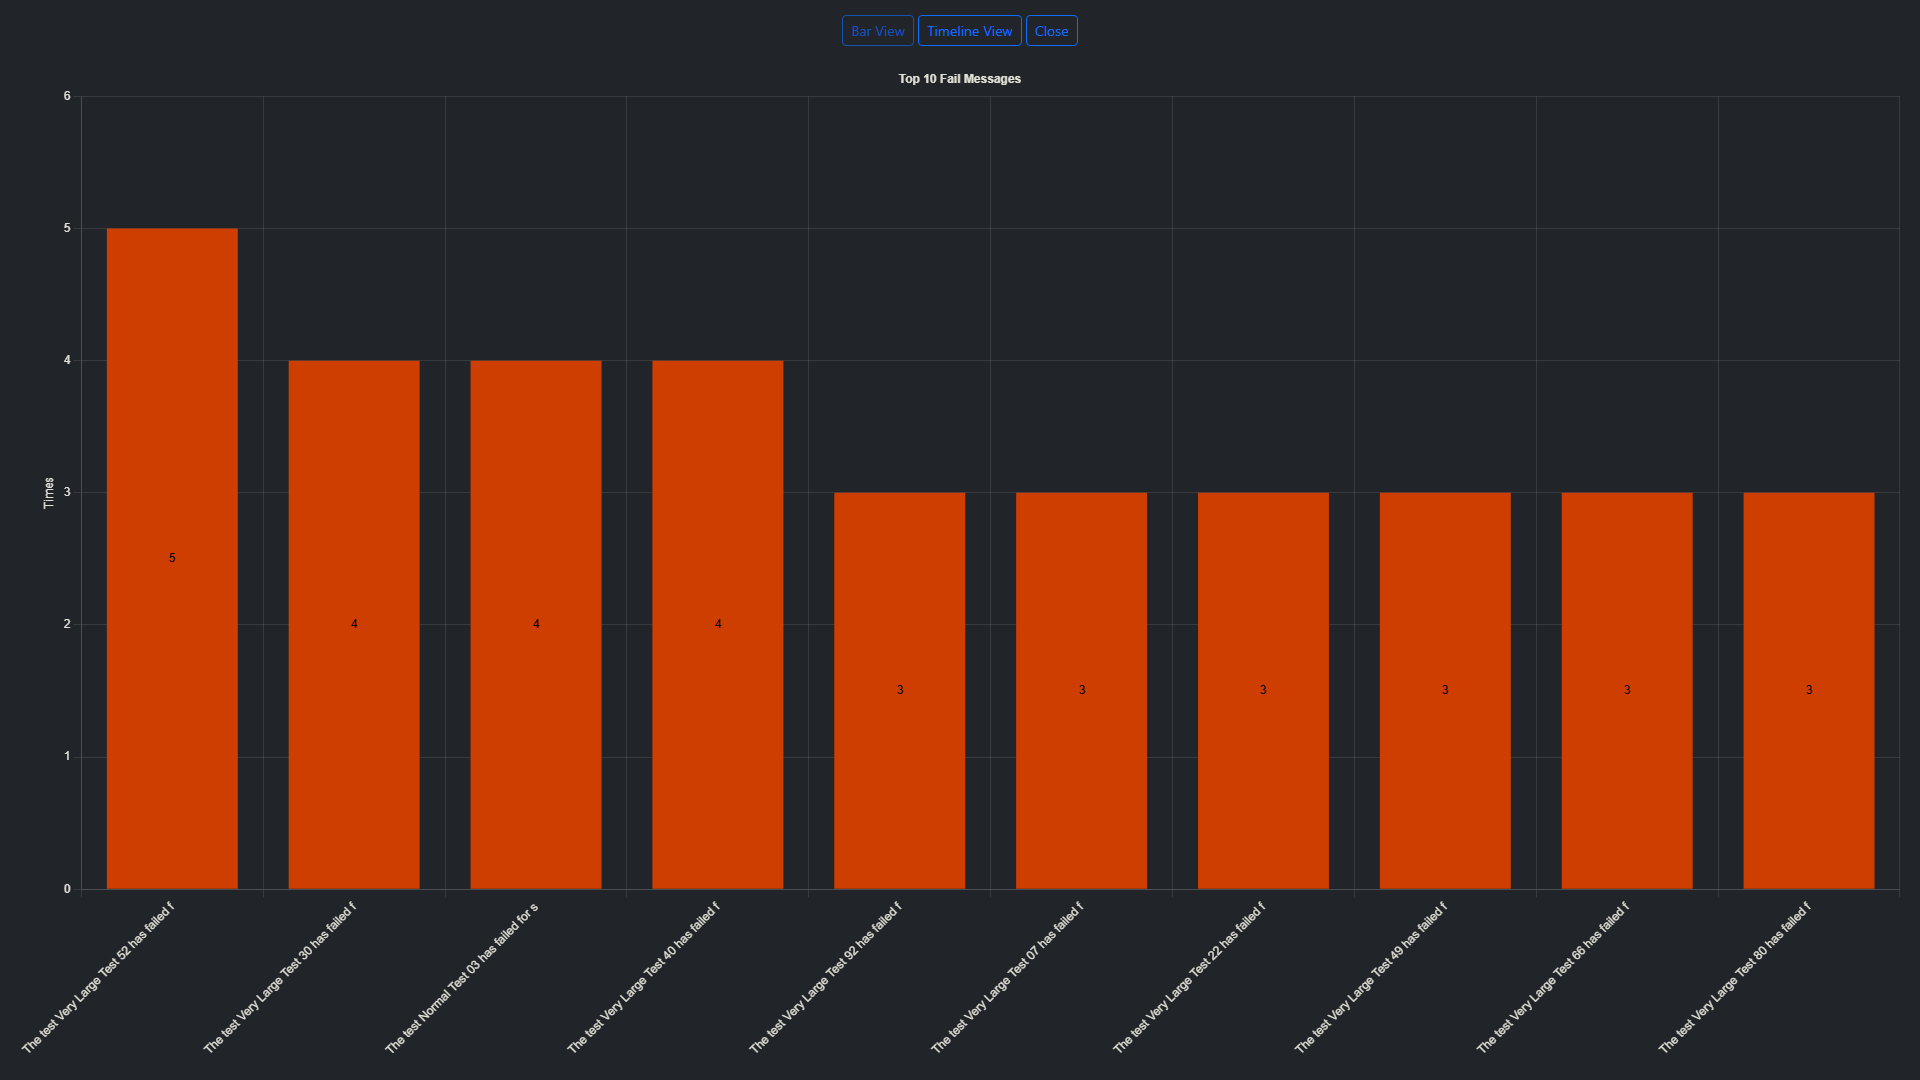 Bar View Timeline View Close
Top 10 Fail Messages
6
5
4
3
2
1
0
Times
5
4
4
4
3
3
3
3
3
3
The test Very Large Test 52 has failed f
The test Very Large Test 30 has failed f
The test Normal Test 03 has failed for s
The test Very Large Test 40 has failed f
The test Very Large Test 92 has failed f
The test Very Large Test 07 has failed f
The test Very Large Test 22 has failed f
The test Very Large Test 49 has failed f
The test Very Large Test 66 has failed f
The test Very Large Test 80 has failed f